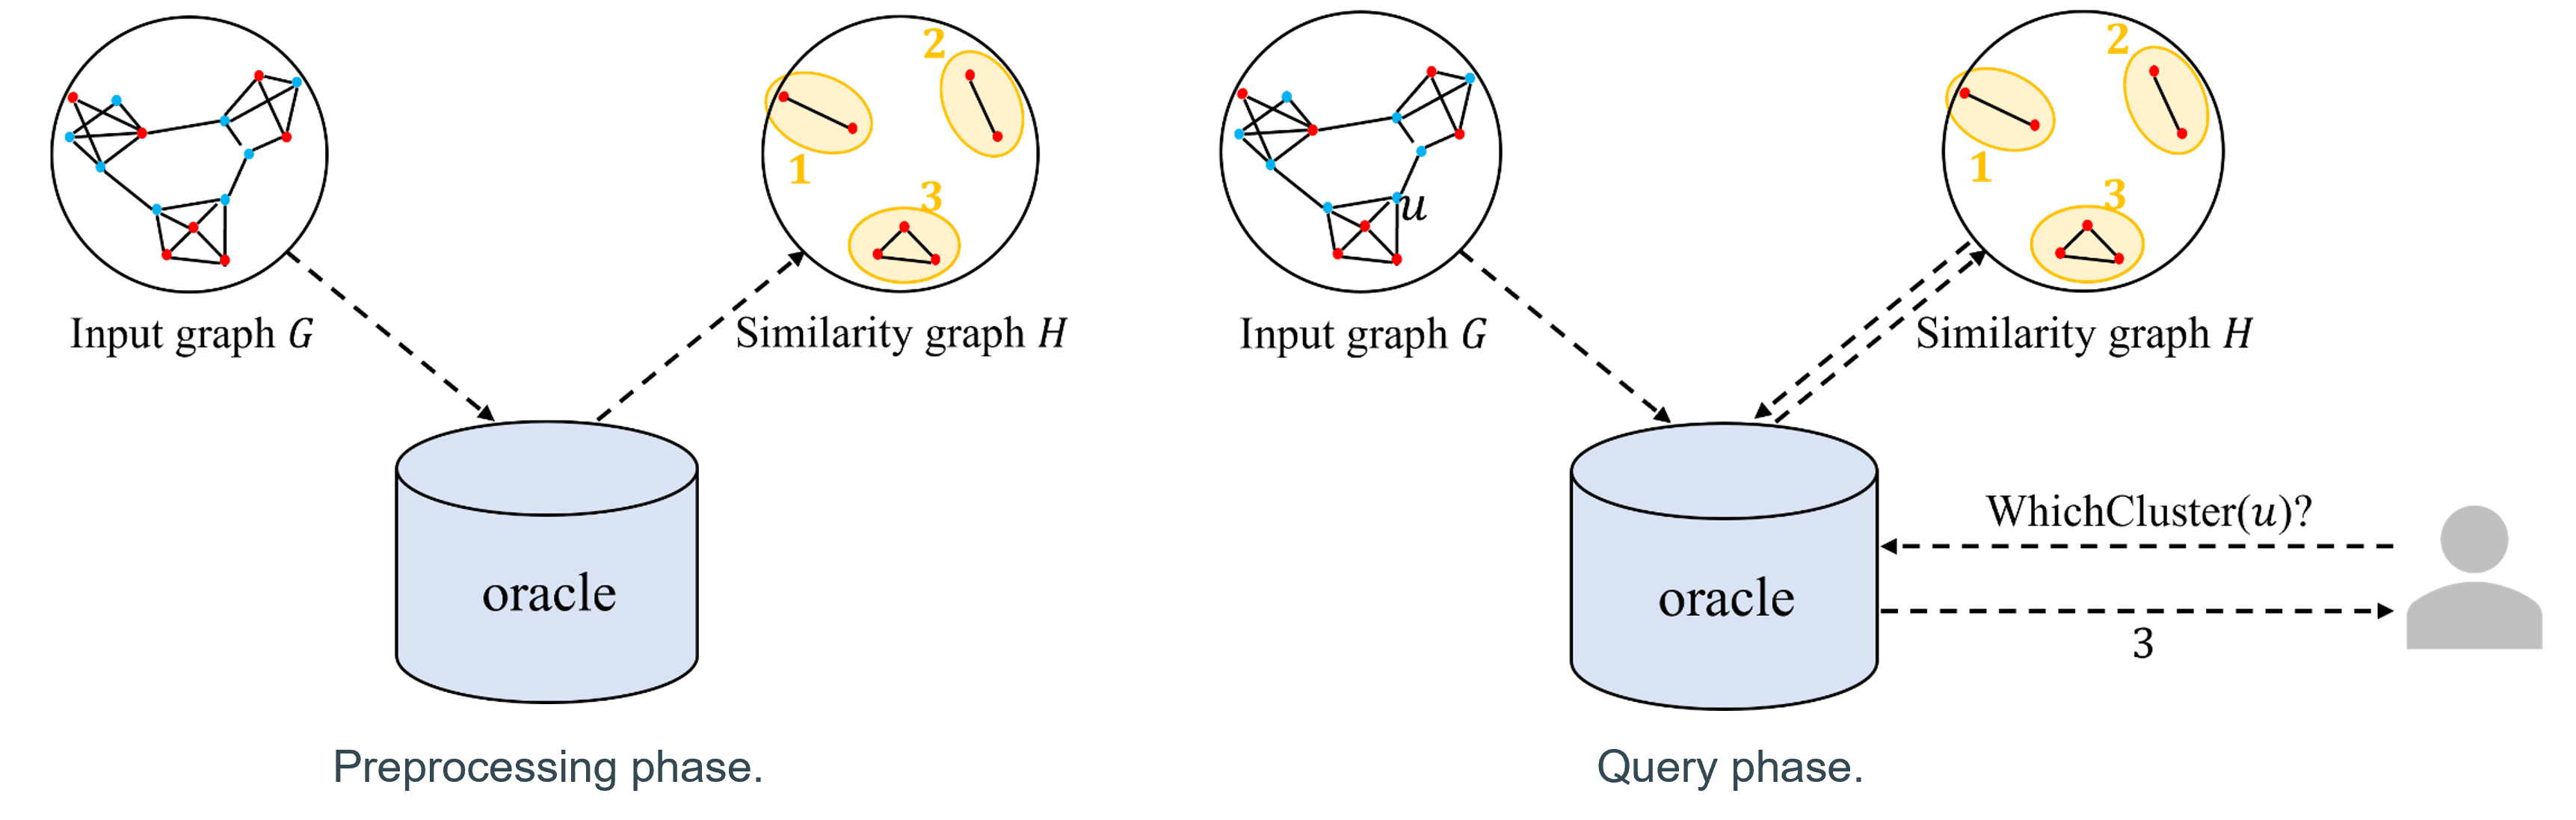 2
1
3
Input graph G
Similarity graph H
oracle
Preprocessing phase.
u
2
1
3
Input graph G
Similarity graph H
WhichCluster(u)?
oracle
3
Query phase.